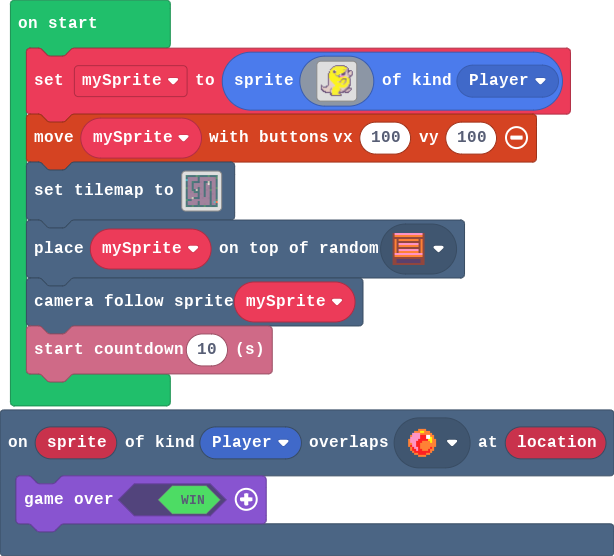 on start
set mySprite to sprite of kind Player
move mySprite with buttons vx 100 vy 100
set tilemap to
place mySprite on top of random
camera follow sprite mySprite
start countdown 10 (s)
on sprite of kind Player overlaps at location
game over WIN